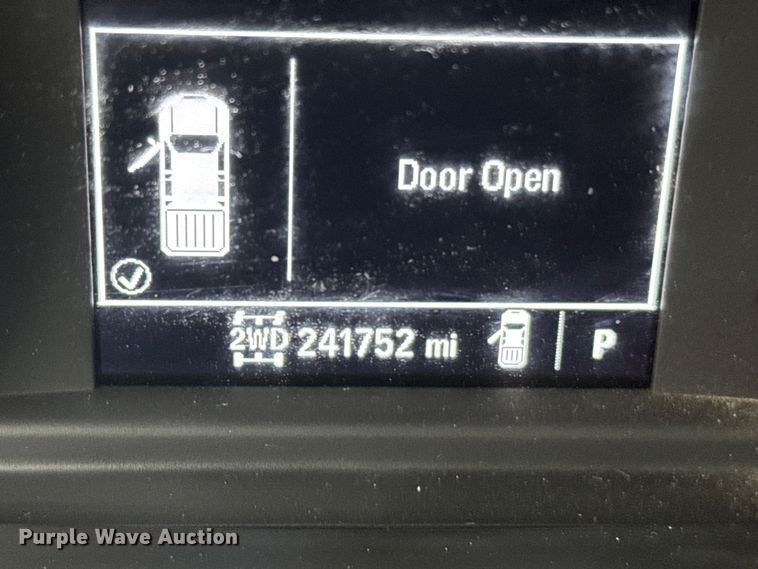 Door Open
2WD 241752 mi P
Purple Wave Auction